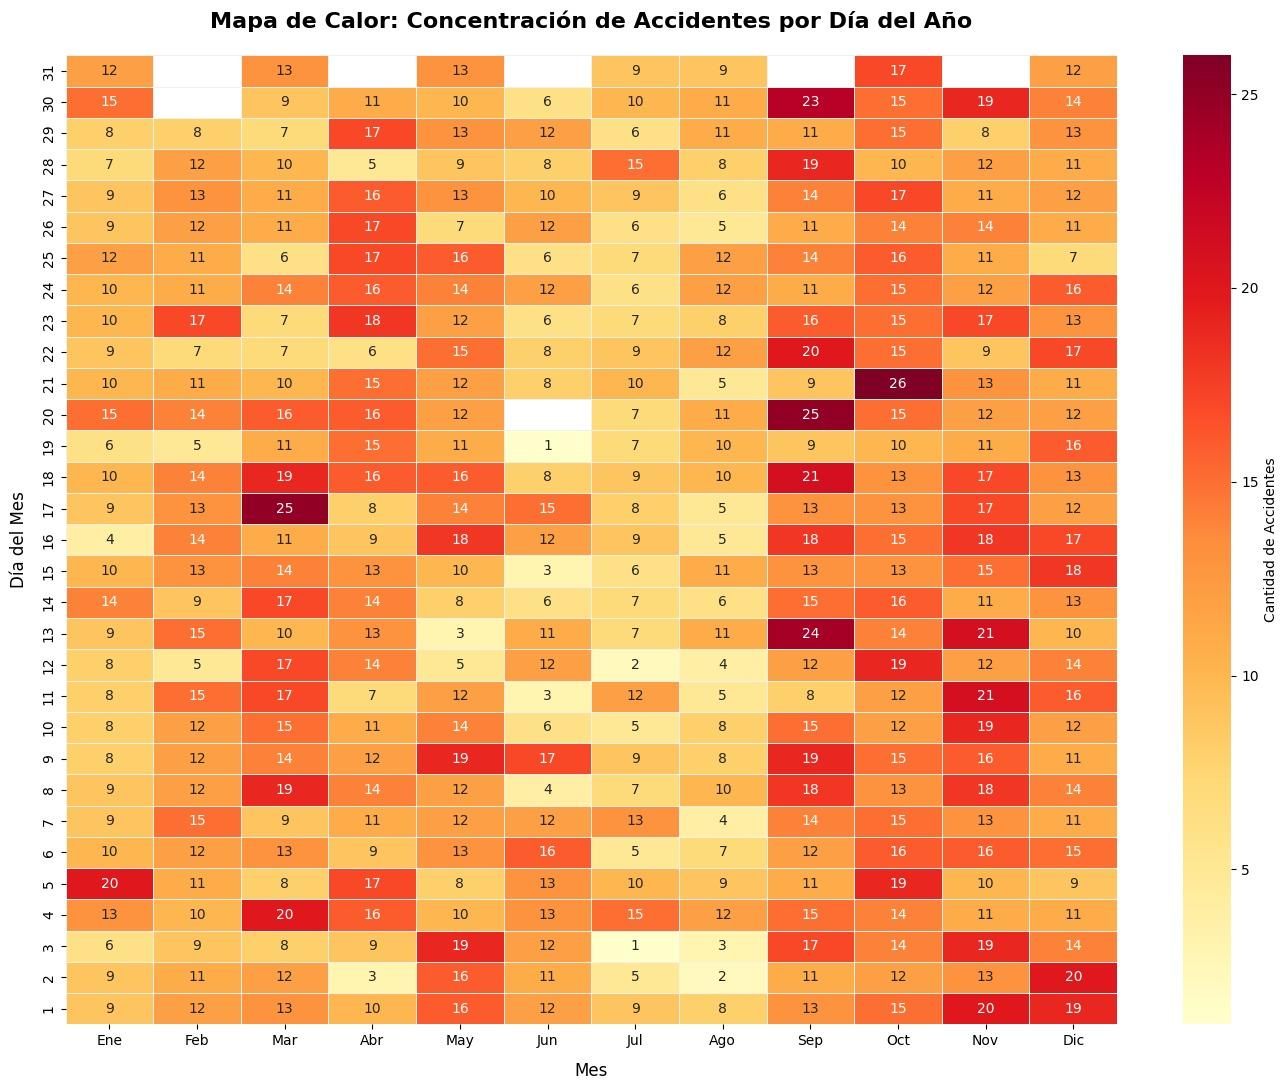 Mapa de Calor: Concentración de Accidentes por Día del Año
31 12 13 13 9 9 17 12
30 15 9 11 10 6 10 11 23 15 19 14
29 8 8 7 17 13 12 6 11 11 15 8 13
28 7 12 10 5 9 8 15 8 19 10 12 11
27 9 13 11 16 13 10 9 6 14 17 11 12
26 9 12 11 17 7 12 6 5 11 14 14 11
25 12 11 6 17 16 6 7 12 14 16 11 7
24 10 11 14 16 14 12 6 12 11 15 12 16
23 10 17 7 18 12 6 7 8 16 15 17 13
22 9 7 7 6 15 8 9 12 20 15 9 17
21 10 11 10 15 12 8 10 5 9 26 13 11
20 15 14 16 16 12 7 11 25 15 12 12
19 6 5 11 15 11 1 7 10 9 10 11 16
18 10 14 19 16 16 8 9 10 21 13 17 13
17 9 13 25 8 14 15 8 5 13 13 17 12
16 4 14 11 9 18 12 9 5 18 15 18 17
15 10 13 14 13 10 3 6 11 13 13 15 18
14 14 9 17 14 8 6 7 6 15 16 11 13
13 9 15 10 13 3 11 7 11 24 14 21 10
12 8 5 17 14 5 12 2 4 12 19 12 14
11 8 15 17 7 12 3 12 5 8 12 21 16
10 8 12 15 11 14 6 5 8 15 12 19 12
9 8 12 14 12 19 17 9 8 19 15 16 11
8 9 12 19 14 12 4 7 10 18 13 18 14
7 9 15 9 11 12 12 13 4 14 15 13 11
6 10 12 13 9 13 16 5 7 12 16 16 15
5 20 11 8 17 8 13 10 9 11 19 10 9
4 13 10 20 16 10 13 15 12 15 14 11 11
3 6 9 8 9 19 12 1 3 17 14 19 14
2 9 11 12 3 16 11 5 2 11 12 13 20
1 9 12 13 10 16 12 9 8 13 15 20 19
Ene Feb Mar Abr May Jun Jul Ago Sep Oct Nov Dic
Mes
Día del Mes
25
20
15
10
5
Cantidad de Accidentes